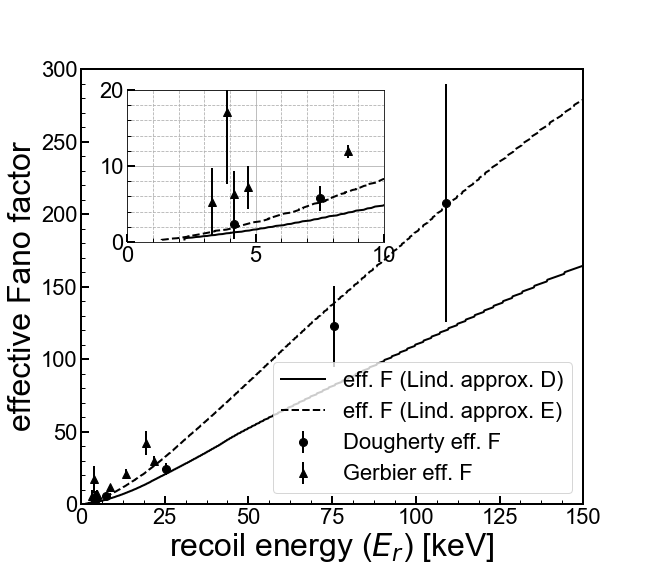 300
250
200
150
100
50
0
effective Fano factor
20
10
0
0 5 10
eff. F (Lind. approx. D)
eff. F (Lind. approx. E)
Dougherty eff. F
Gerbier eff. F
0 25 50 75 100 125 150
recoil energy (E_r) [keV]